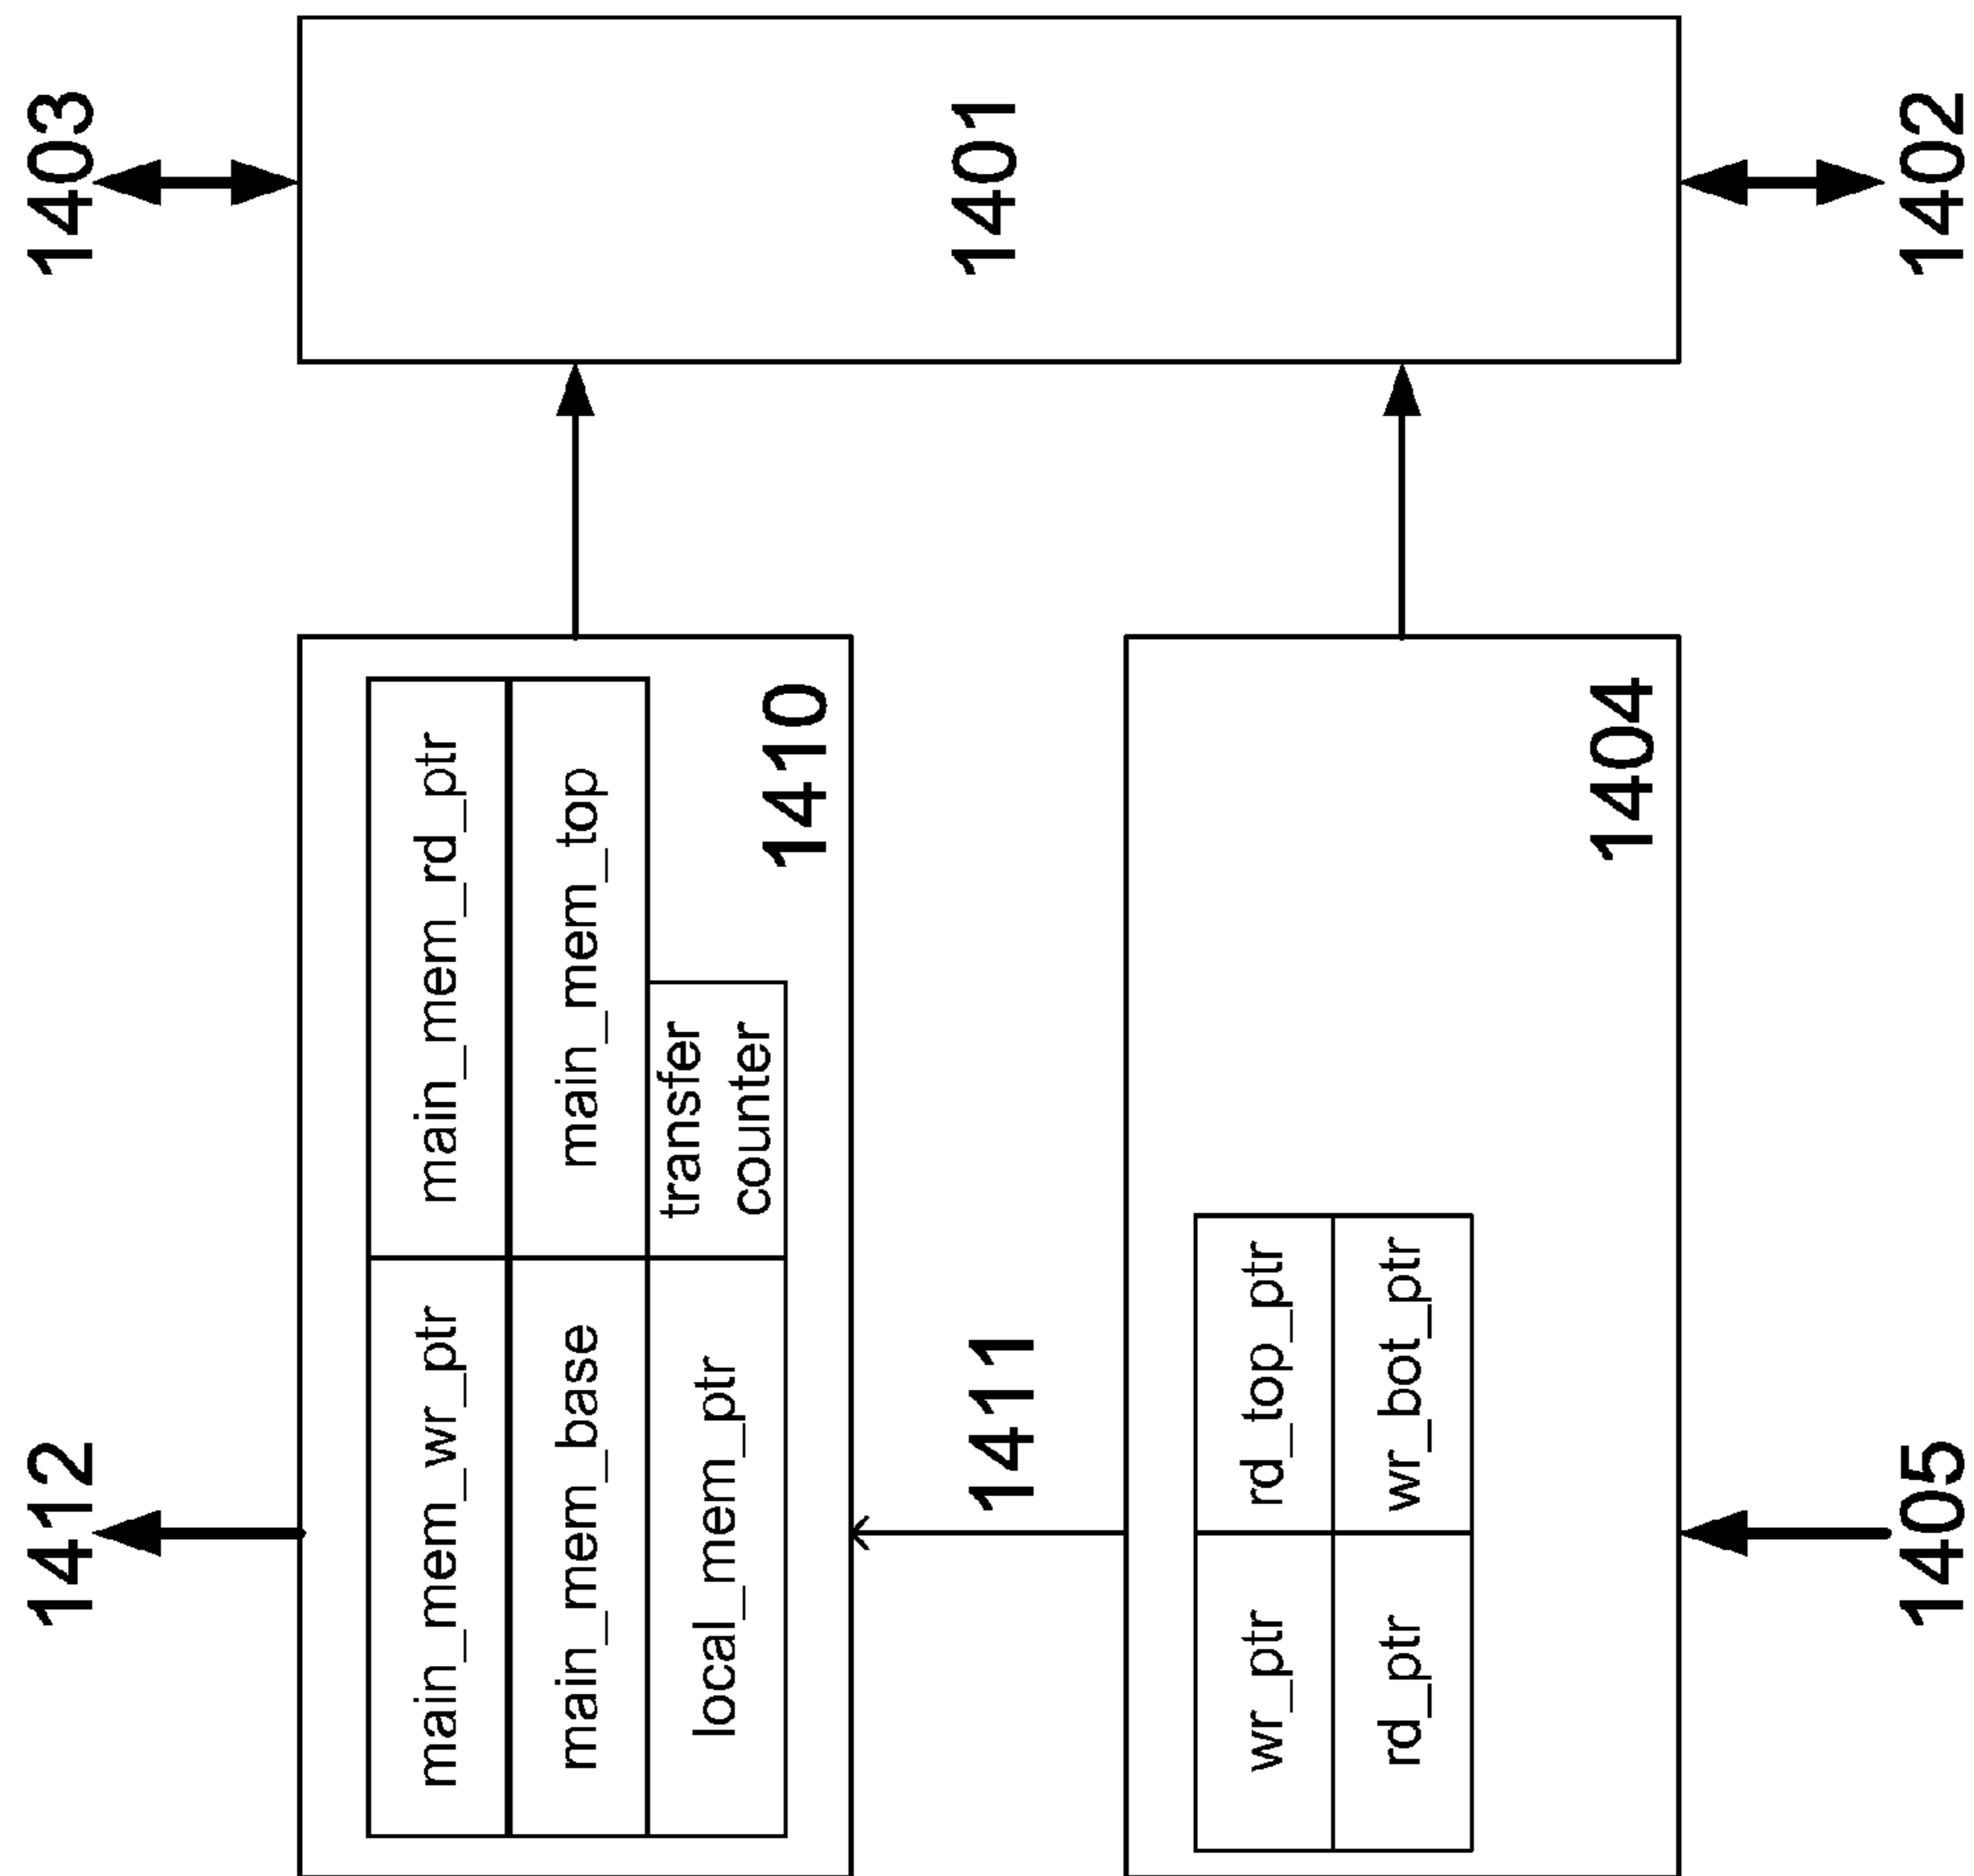 1412
1403
main_mem_wr_ptr
main_mem_rd_ptr
main_mem_base
main_mem_top
local_mem_ptr
transfer
counter
1410
1401
1411
wr_ptr
rd_top_ptr
rd_ptr
wr_bot_ptr
1404
1405
1402